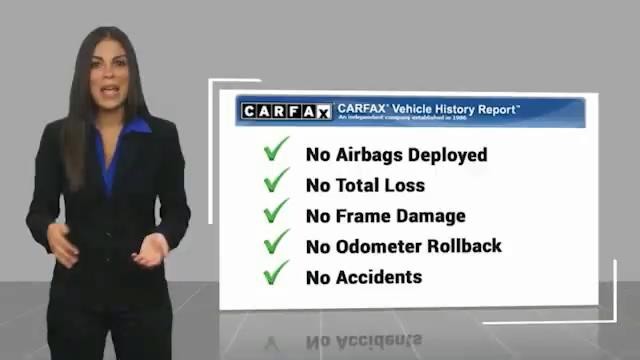 CARFAX CARFAX® Vehicle History Report™
An independent company established in 1986
No Airbags Deployed
No Total Loss
No Frame Damage
No Odometer Rollback
No Accidents